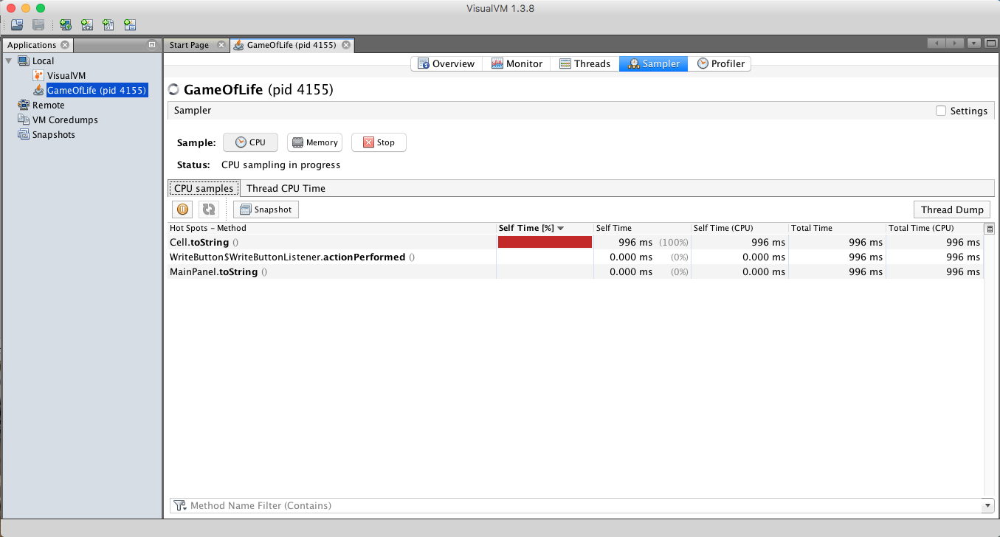 VisualVM 1.3.8
Applications
Start Page
GameOfLife (pid 4155)
Local
VisualVM
GameOfLife (pid 4155)
Remote
VM Coredumps
Snapshots
Overview Monitor Threads Sampler Profiler
GameOfLife (pid 4155)
Sampler
Settings
Sample: CPU Memory Stop
Status: CPU sampling in progress
CPU samples Thread CPU Time
Snapshot
Thread Dump
Hot Spots – Method Self Time [%] Self Time Self Time (CPU) Total Time Total Time (CPU)
Cell.toString () 996 ms (100%) 996 ms 996 ms 996 ms
WriteButton$WriteButtonListener.actionPerformed () 0.000 ms (0%) 0.000 ms 996 ms 996 ms
MainPanel.toString () 0.000 ms (0%) 0.000 ms 996 ms 996 ms
Method Name Filter (Contains)